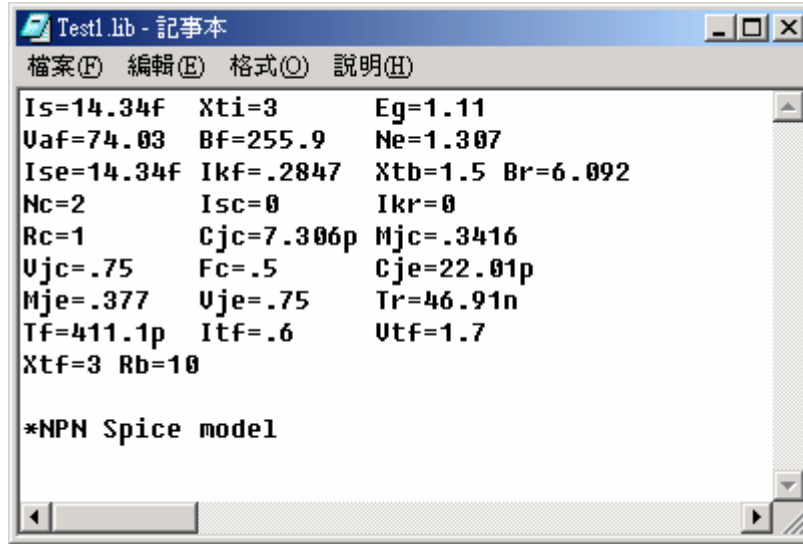 Test1.lib - 記事本
檔案(F) 編輯(E) 格式(O) 說明(H)
Is=14.34f Xti=3 Eg=1.11
Vaf=74.03 Bf=255.9 Ne=1.307
Ise=14.34f Ikf=.2847 Xtb=1.5 Br=6.092
Nc=2 Isc=0 Ikr=0
Rc=1 Cjc=7.306p Mjc=.3416
Vjc=.75 Fc=.5 Cje=22.01p
Mje=.377 Vje=.75 Tr=46.91n
Tf=411.1p Itf=.6 Vtf=1.7
Xtf=3 Rb=10
*NPN Spice model